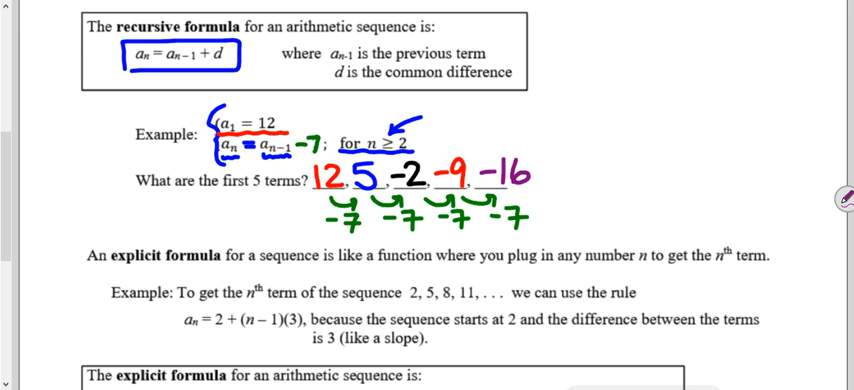 The recursive formula for an arithmetic sequence is:
aₙ = aₙ₋₁ + d where aₙ₋₁ is the previous term
d is the common difference
Example: {a₁ = 12
aₙ = aₙ₋₁ -7; for n ≥ 2
What are the first 5 terms? 12, 5, -2, -9, -16
-7 -7 -7 -7
An explicit formula for a sequence is like a function where you plug in any number n to get the nᵗʰ term.
Example: To get the nᵗʰ term of the sequence 2, 5, 8, 11, . . . we can use the rule
aₙ = 2 + (n – 1)(3), because the sequence starts at 2 and the difference between the terms
is 3 (like a slope).
The explicit formula for an arithmetic sequence is: